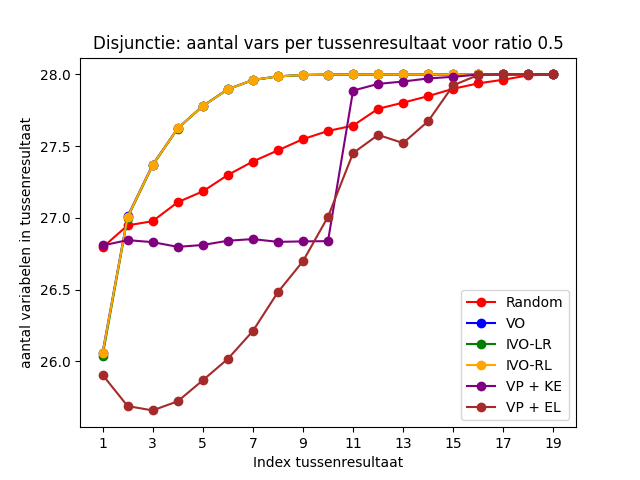 Disjunctie: aantal vars per tussenresultaat voor ratio 0.5
28.0
27.5
27.0
26.5
26.0
aantal variabelen in tussenresultaat
Random
VO
IVO-LR
IVO-RL
VP + KE
VP + EL
1 3 5 7 9 11 13 15 17 19
Index tussenresultaat